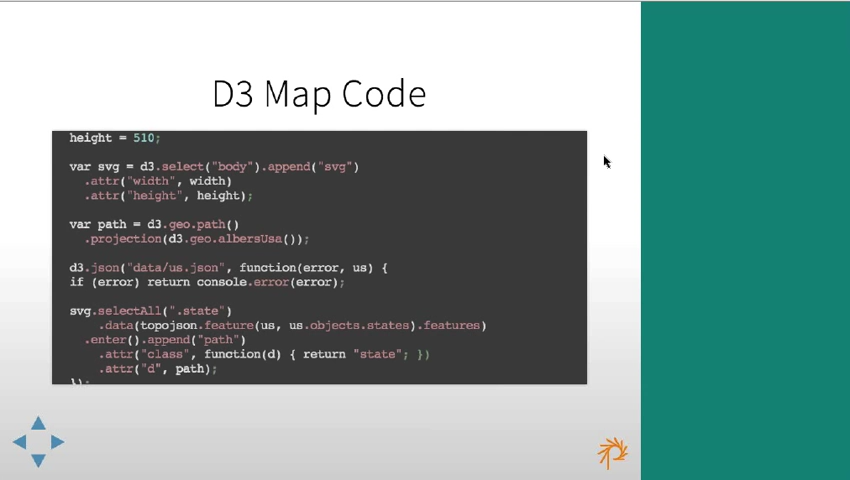 D3 Map Code
height = 510;
var svg = d3.select("body").append("svg")
.attr("width", width)
.attr("height", height);
var path = d3.geo.path()
.projection(d3.geo.albersUsa());
d3.json("data/us.json", function(error, us) {
if (error) return console.error(error);
svg.selectAll(".state")
.data(topojson.feature(us, us.objects.states).features)
.enter().append("path")
.attr("class", function(d) { return "state"; })
.attr("d", path);
});